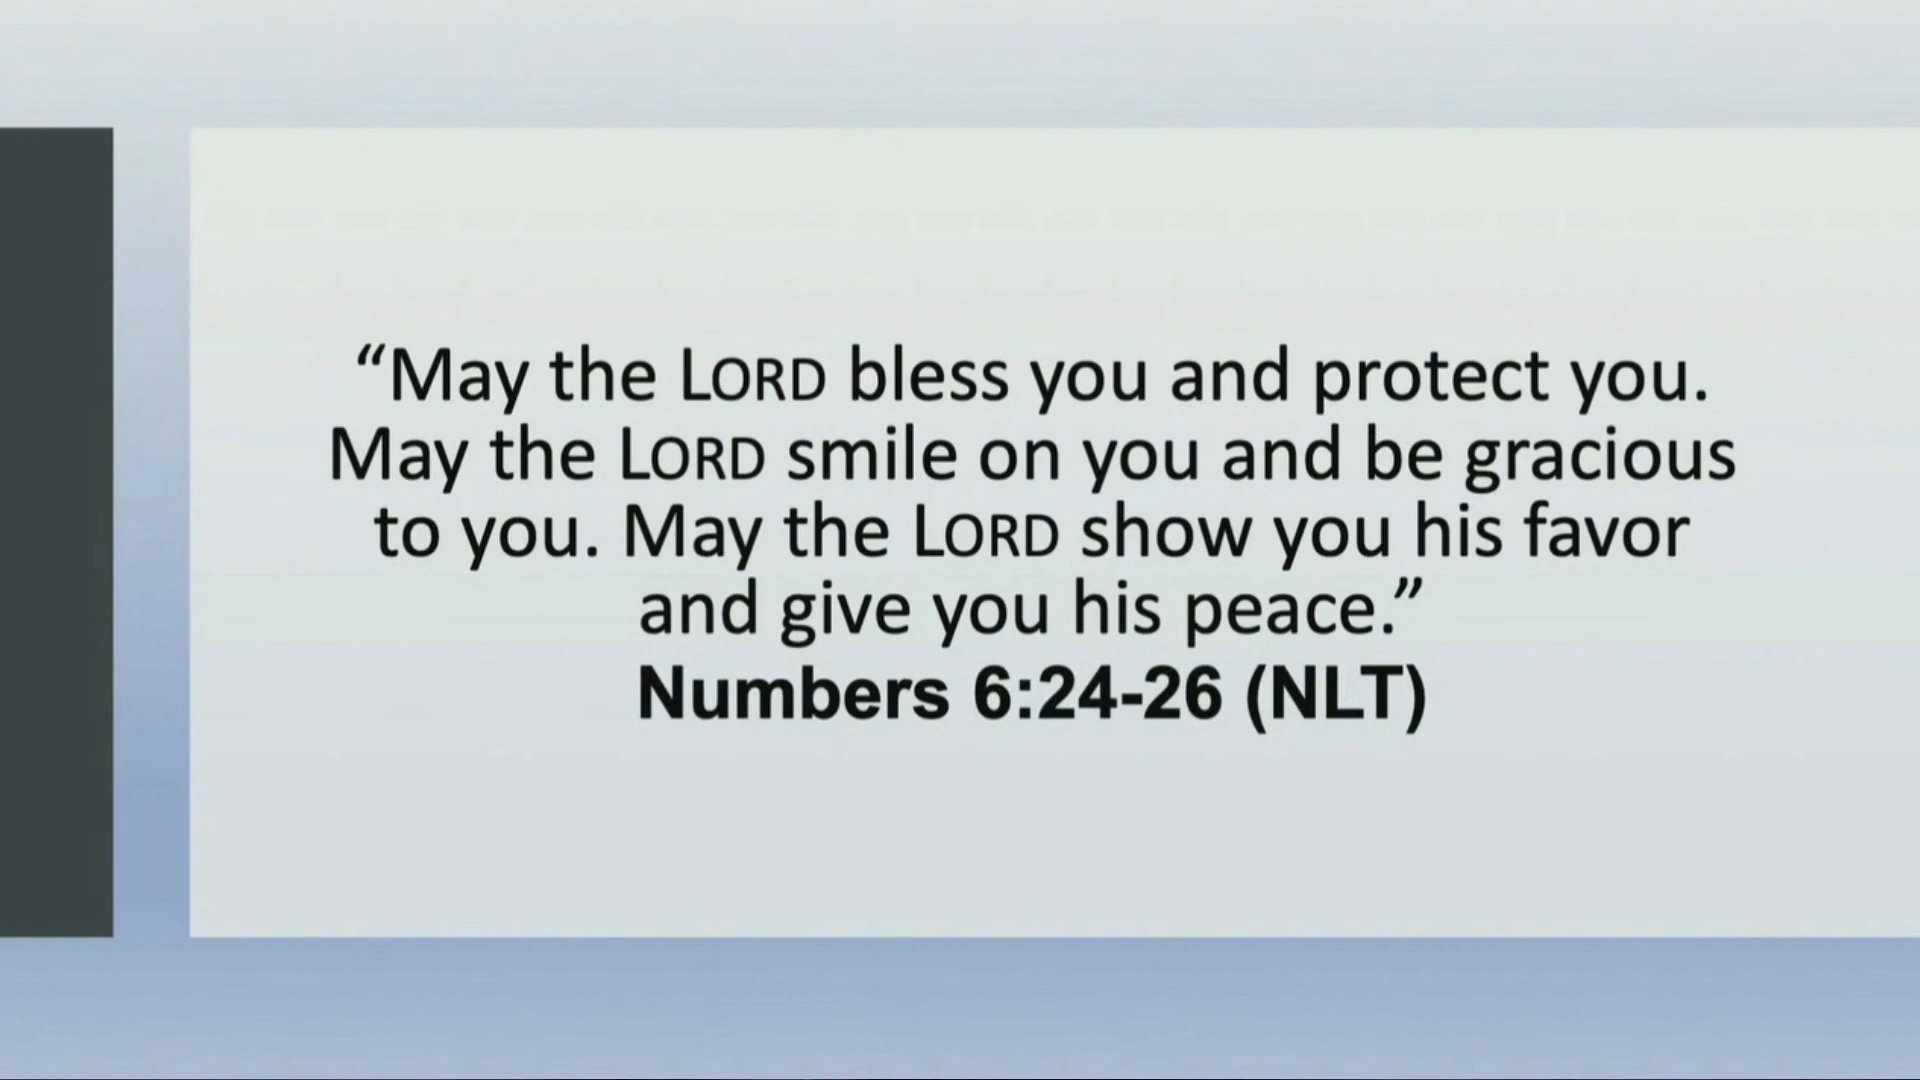 “May the LORD bless you and protect you.
May the LORD smile on you and be gracious
to you. May the LORD show you his favor
and give you his peace.”
Numbers 6:24-26 (NLT)